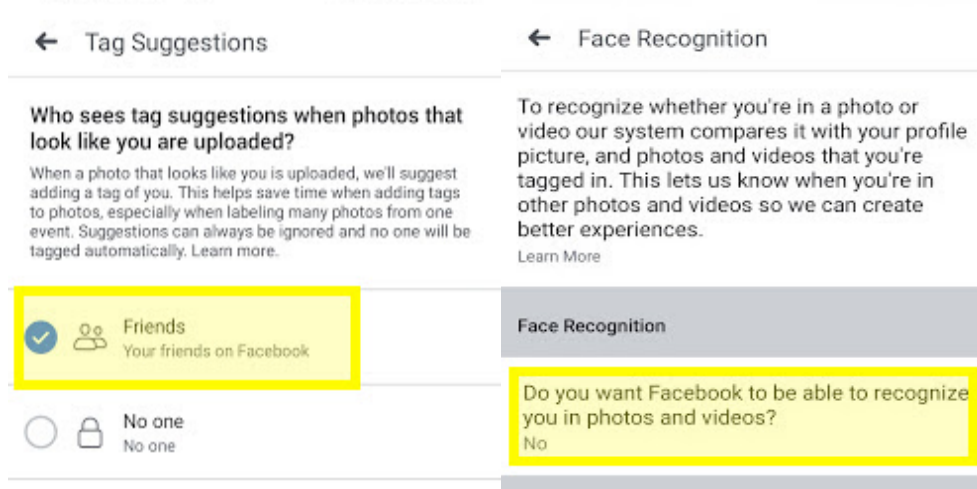 Tag Suggestions
Who sees tag suggestions when photos that
look like you are uploaded?
When a photo that looks like you is uploaded, we'll suggest
adding a tag of you. This helps save time when adding tags
to photos, especially when labeling many photos from one
event. Suggestions can always be ignored and no one will be
tagged automatically. Learn more.
Friends
Your friends on Facebook
No one
No one
Face Recognition
To recognize whether you're in a photo or
video our system compares it with your profile
picture, and photos and videos that you're
tagged in. This lets us know when you're in
other photos and videos so we can create
better experiences.
Learn More
Face Recognition
Do you want Facebook to be able to recognize
you in photos and videos?
No